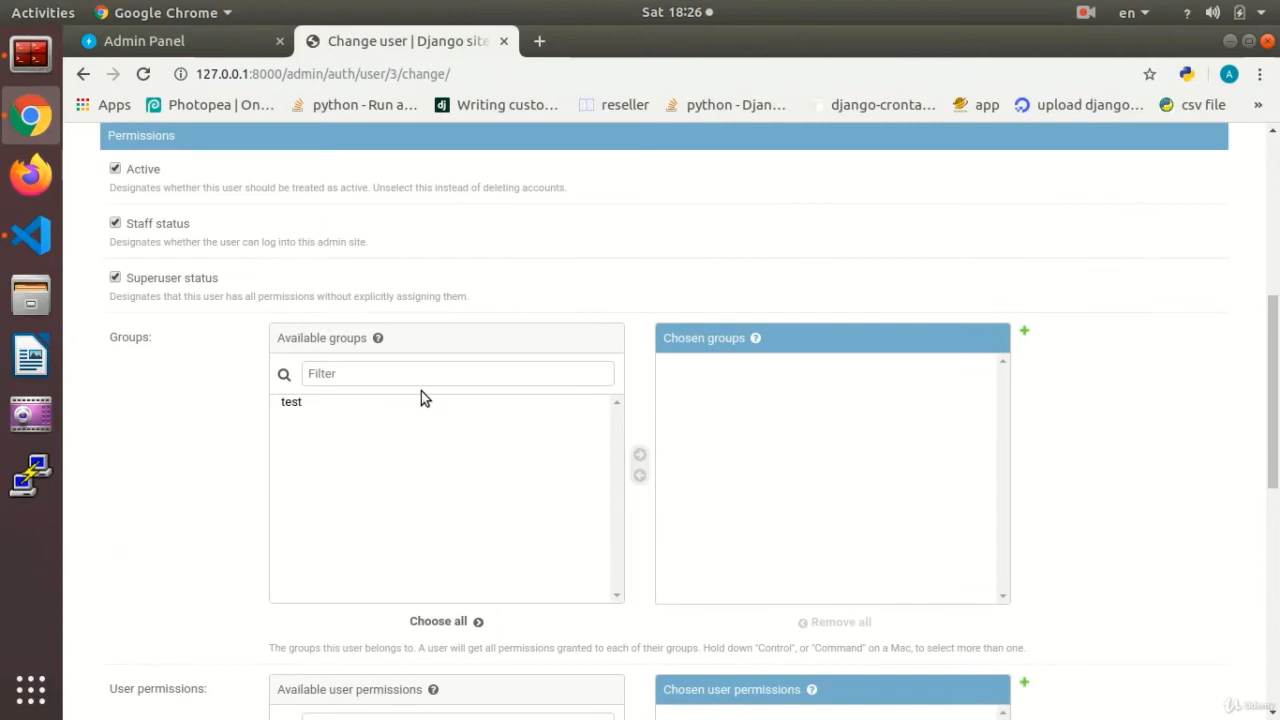 Activities Google Chrome Sat 18:26 en ?
Admin Panel × Change user | Django site × +
127.0.0.1:8000/admin/auth/user/3/change/ A
Apps Photopea | On... python - Run a... dj Writing custo... reseller python - Djan... django-cronta... app upload django... csv file »
Permissions
Active
Designates whether this user should be treated as active. Unselect this instead of deleting accounts.
Staff status
Designates whether the user can log into this admin site.
Superuser status
Designates that this user has all permissions without explicitly assigning them.
Groups: Available groups ? Chosen groups ? +
Filter
test
Choose all Remove all
The groups this user belongs to. A user will get all permissions granted to each of their groups. Hold down "Control", or "Command" on a Mac, to select more than one.
User permissions: Available user permissions ? Chosen user permissions ? +
Udemy